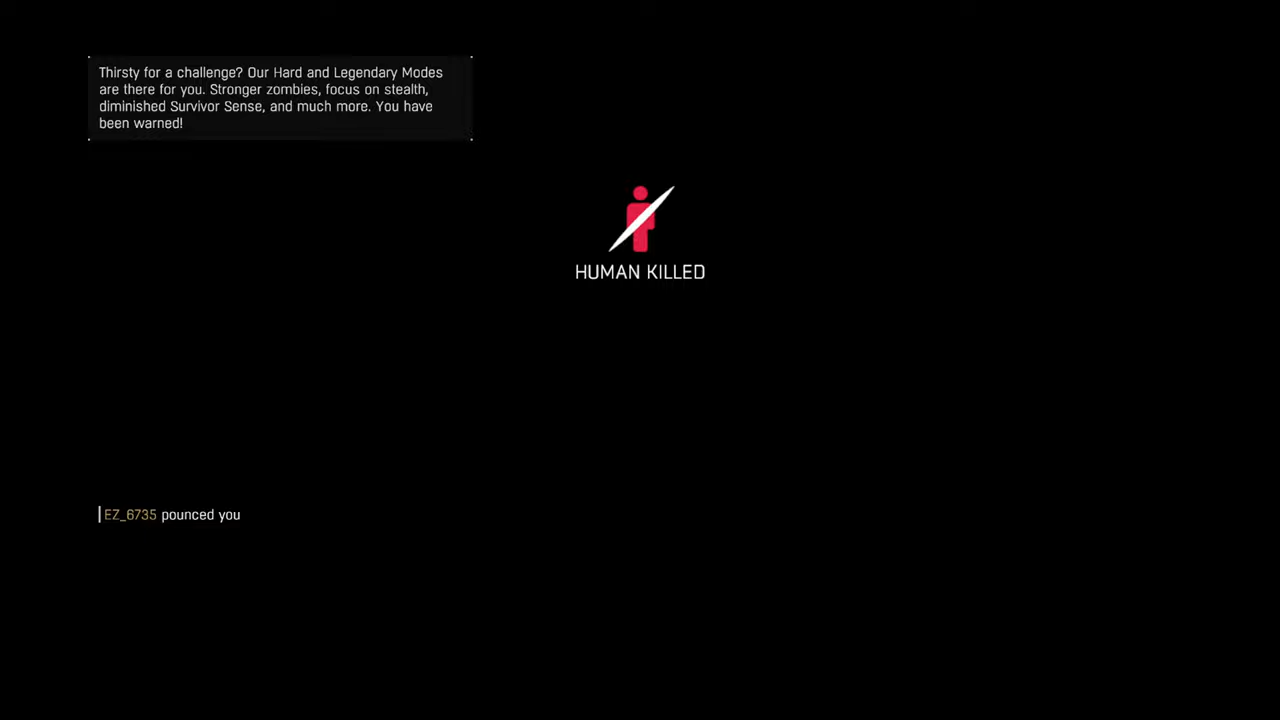 Thirsty for a challenge? Our Hard and Legendary Modes
are there for you. Stronger zombies, focus on stealth,
diminished Survivor Sense, and much more. You have
been warned!
HUMAN KILLED
EZ_6735 pounced you